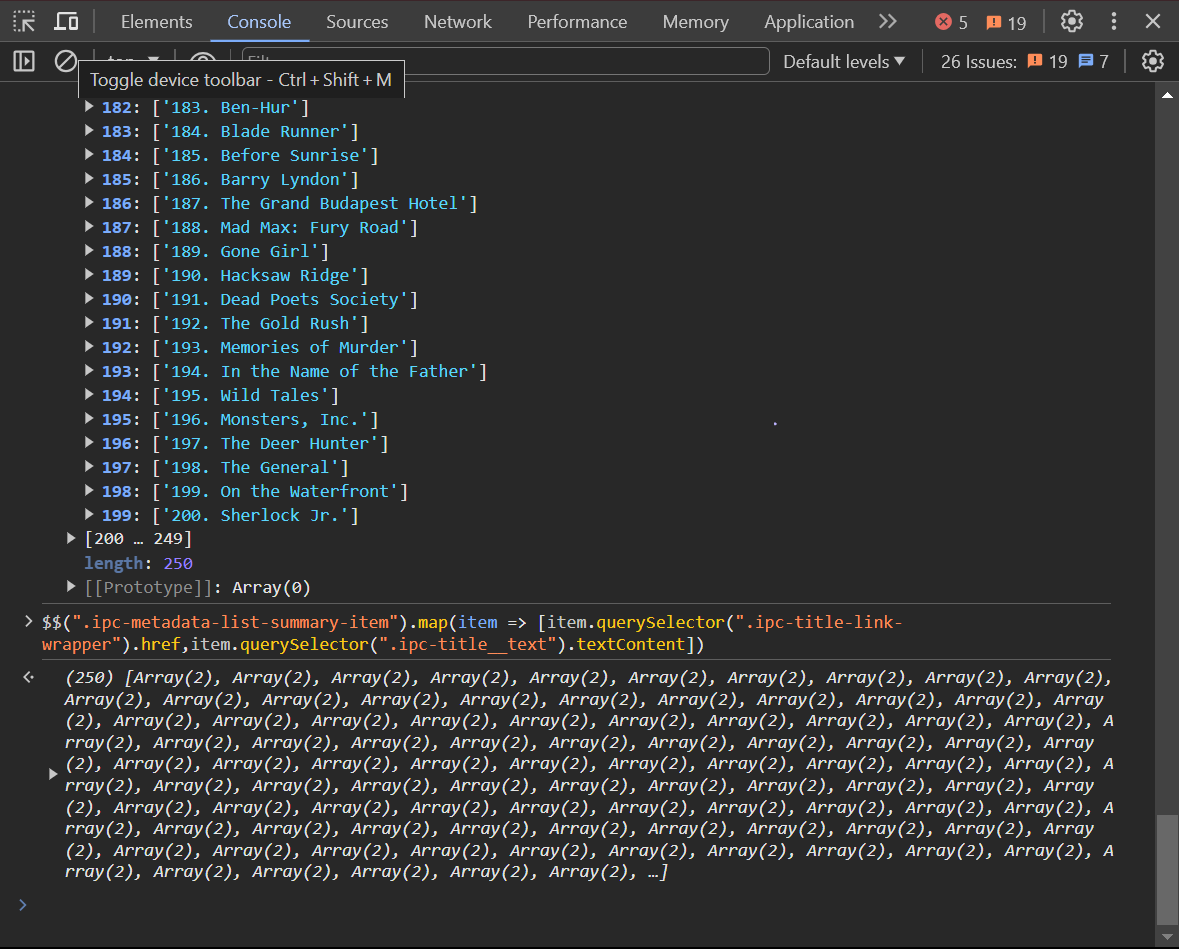 Elements Console Sources Network Performance Memory Application 5 19
Default levels 26 Issues: 19 7
Toggle device toolbar - Ctrl + Shift + M
182: ['183. Ben-Hur']
183: ['184. Blade Runner']
184: ['185. Before Sunrise']
185: ['186. Barry Lyndon']
186: ['187. The Grand Budapest Hotel']
187: ['188. Mad Max: Fury Road']
188: ['189. Gone Girl']
189: ['190. Hacksaw Ridge']
190: ['191. Dead Poets Society']
191: ['192. The Gold Rush']
192: ['193. Memories of Murder']
193: ['194. In the Name of the Father']
194: ['195. Wild Tales']
195: ['196. Monsters, Inc.']
196: ['197. The Deer Hunter']
197: ['198. The General']
198: ['199. On the Waterfront']
199: ['200. Sherlock Jr.']
[200 … 249]
length: 250
[[Prototype]]: Array(0)
$$(".ipc-metadata-list-summary-item").map(item => [item.querySelector(".ipc-title-link-
wrapper").href,item.querySelector(".ipc-title__text").textContent])
(250) [Array(2), Array(2), Array(2), Array(2), Array(2), Array(2), Array(2), Array(2), Array(2), Array(2),
Array(2), Array(2), Array(2), Array(2), Array(2), Array(2), Array(2), Array(2), Array(2), Array(2), Array
(2), Array(2), Array(2), Array(2), Array(2), Array(2), Array(2), Array(2), Array(2), Array(2), Array(2), A
rray(2), Array(2), Array(2), Array(2), Array(2), Array(2), Array(2), Array(2), Array(2), Array(2), Array
(2), Array(2), Array(2), Array(2), Array(2), Array(2), Array(2), Array(2), Array(2), Array(2), Array(2), A
rray(2), Array(2), Array(2), Array(2), Array(2), Array(2), Array(2), Array(2), Array(2), Array(2), Array
(2), Array(2), Array(2), Array(2), Array(2), Array(2), Array(2), Array(2), Array(2), Array(2), Array(2), A
rray(2), Array(2), Array(2), Array(2), Array(2), Array(2), Array(2), Array(2), Array(2), Array(2), Array
(2), Array(2), Array(2), Array(2), Array(2), Array(2), Array(2), Array(2), Array(2), Array(2), Array(2), A
rray(2), Array(2), Array(2), Array(2), Array(2), Array(2), …]